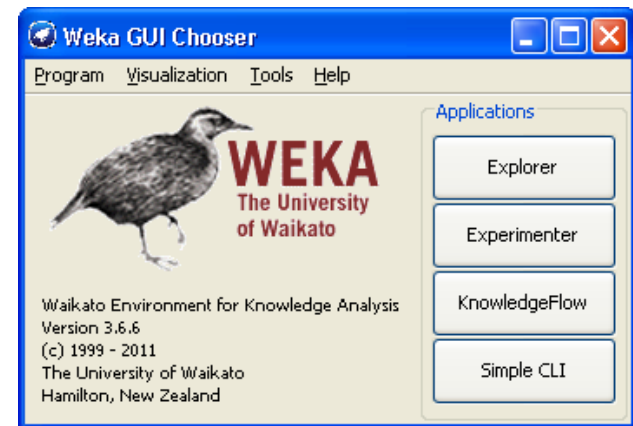 Weka GUI Chooser
Program Visualization Tools Help
WEKA
The University
of Waikato
Waikato Environment for Knowledge Analysis
Version 3.6.6
(c) 1999 - 2011
The University of Waikato
Hamilton, New Zealand
Applications
Explorer
Experimenter
KnowledgeFlow
Simple CLI